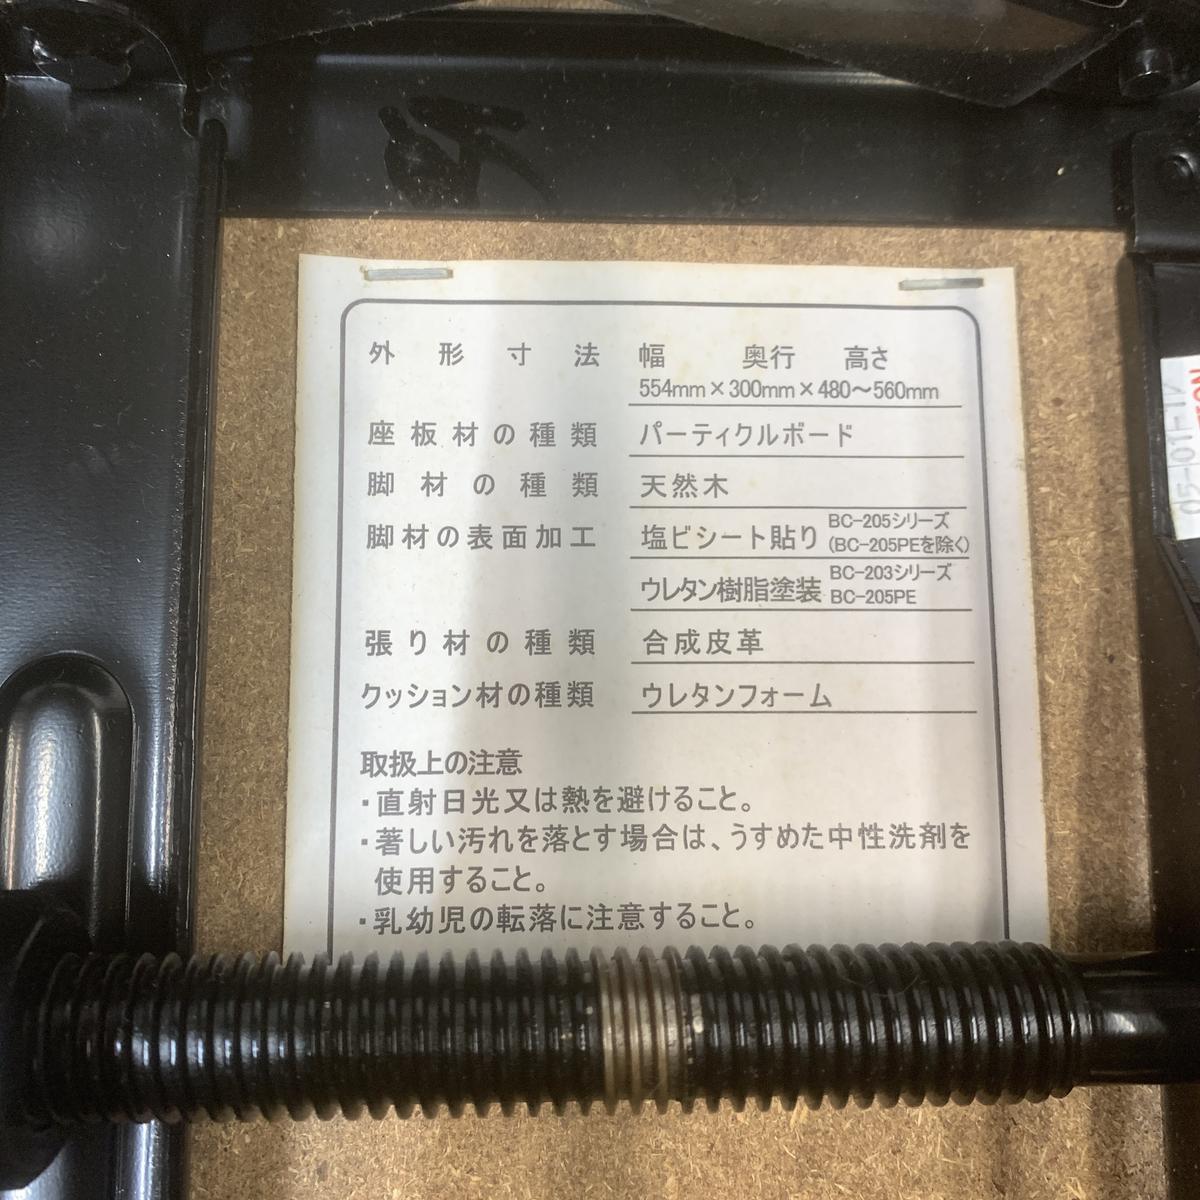 外形寸法 幅 奥行 高さ
554mm×300mm×480〜560mm
座板材の種類 パーティクルボード
脚材の種類 天然木
脚材の表面加工 塩ビシート貼り BC-205シリーズ
(BC-205PEを除く)
ウレタン樹脂塗装 BC-203シリーズ
BC-205PE
張り材の種類 合成皮革
クッション材の種類 ウレタンフォーム
取扱上の注意
・直射日光又は熱を避けること。
・著しい汚れを落とす場合は、うすめた中性洗剤を
使用すること。
・乳幼児の転落に注意すること。